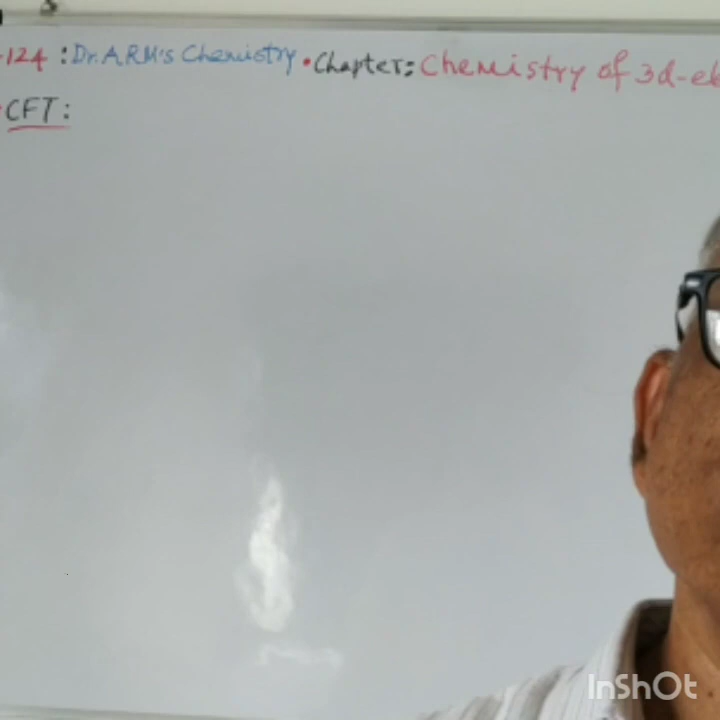 -124 : Dr. ARM's Chemistry • Chapter: Chemistry of 3d-el
• CFT:
InShOt